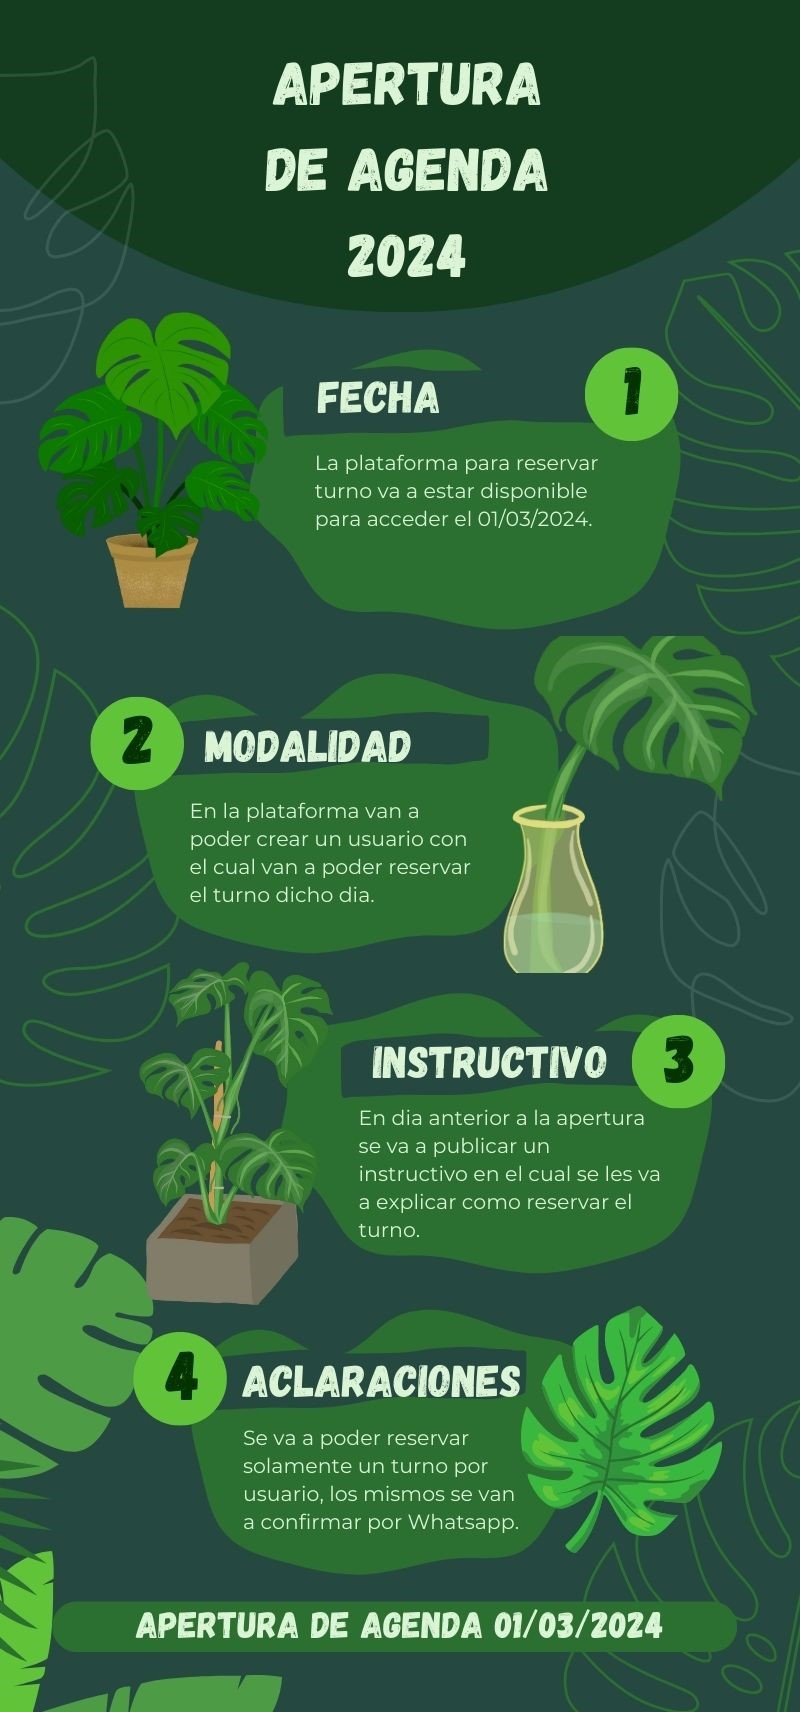 APERTURA
DE AGENDA
2024
FECHA
1
La plataforma para reservar
turno va a estar disponible
para acceder el 01/03/2024.
2
MODALIDAD
En la plataforma van a
poder crear un usuario con
el cual van a poder reservar
el turno dicho dia.
INSTRUCTIVO
3
En dia anterior a la apertura
se va a publicar un
instructivo en el cual se les va
a explicar como reservar el
turno.
4
ACLARACIONES
Se va a poder reservar
solamente un turno por
usuario, los mismos se van
a confirmar por Whatsapp.
APERTURA DE AGENDA 01/03/2024